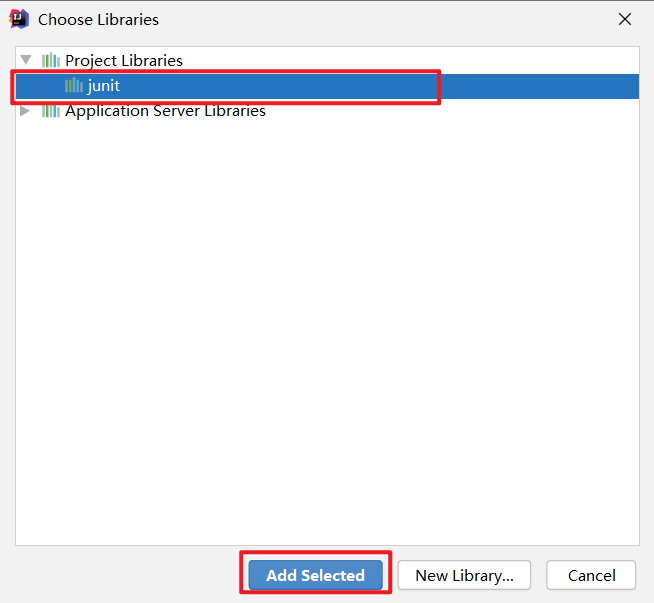 Choose Libraries
Project Libraries
junit
Application Server Libraries
Add Selected
New Library...
Cancel